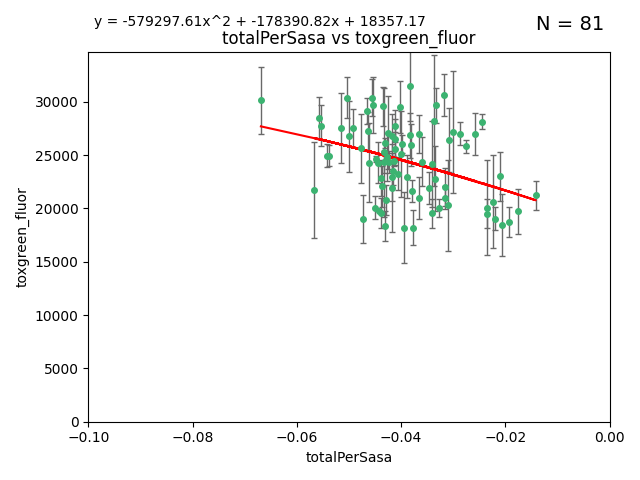 y = -579297.61x^2 + -178390.82x + 18357.17
N = 81
totalPerSasa vs toxgreen_fluor
toxgreen_fluor
30000
25000
20000
15000
10000
5000
0
−0.10
−0.08
−0.06
−0.04
−0.02
0.00
totalPerSasa